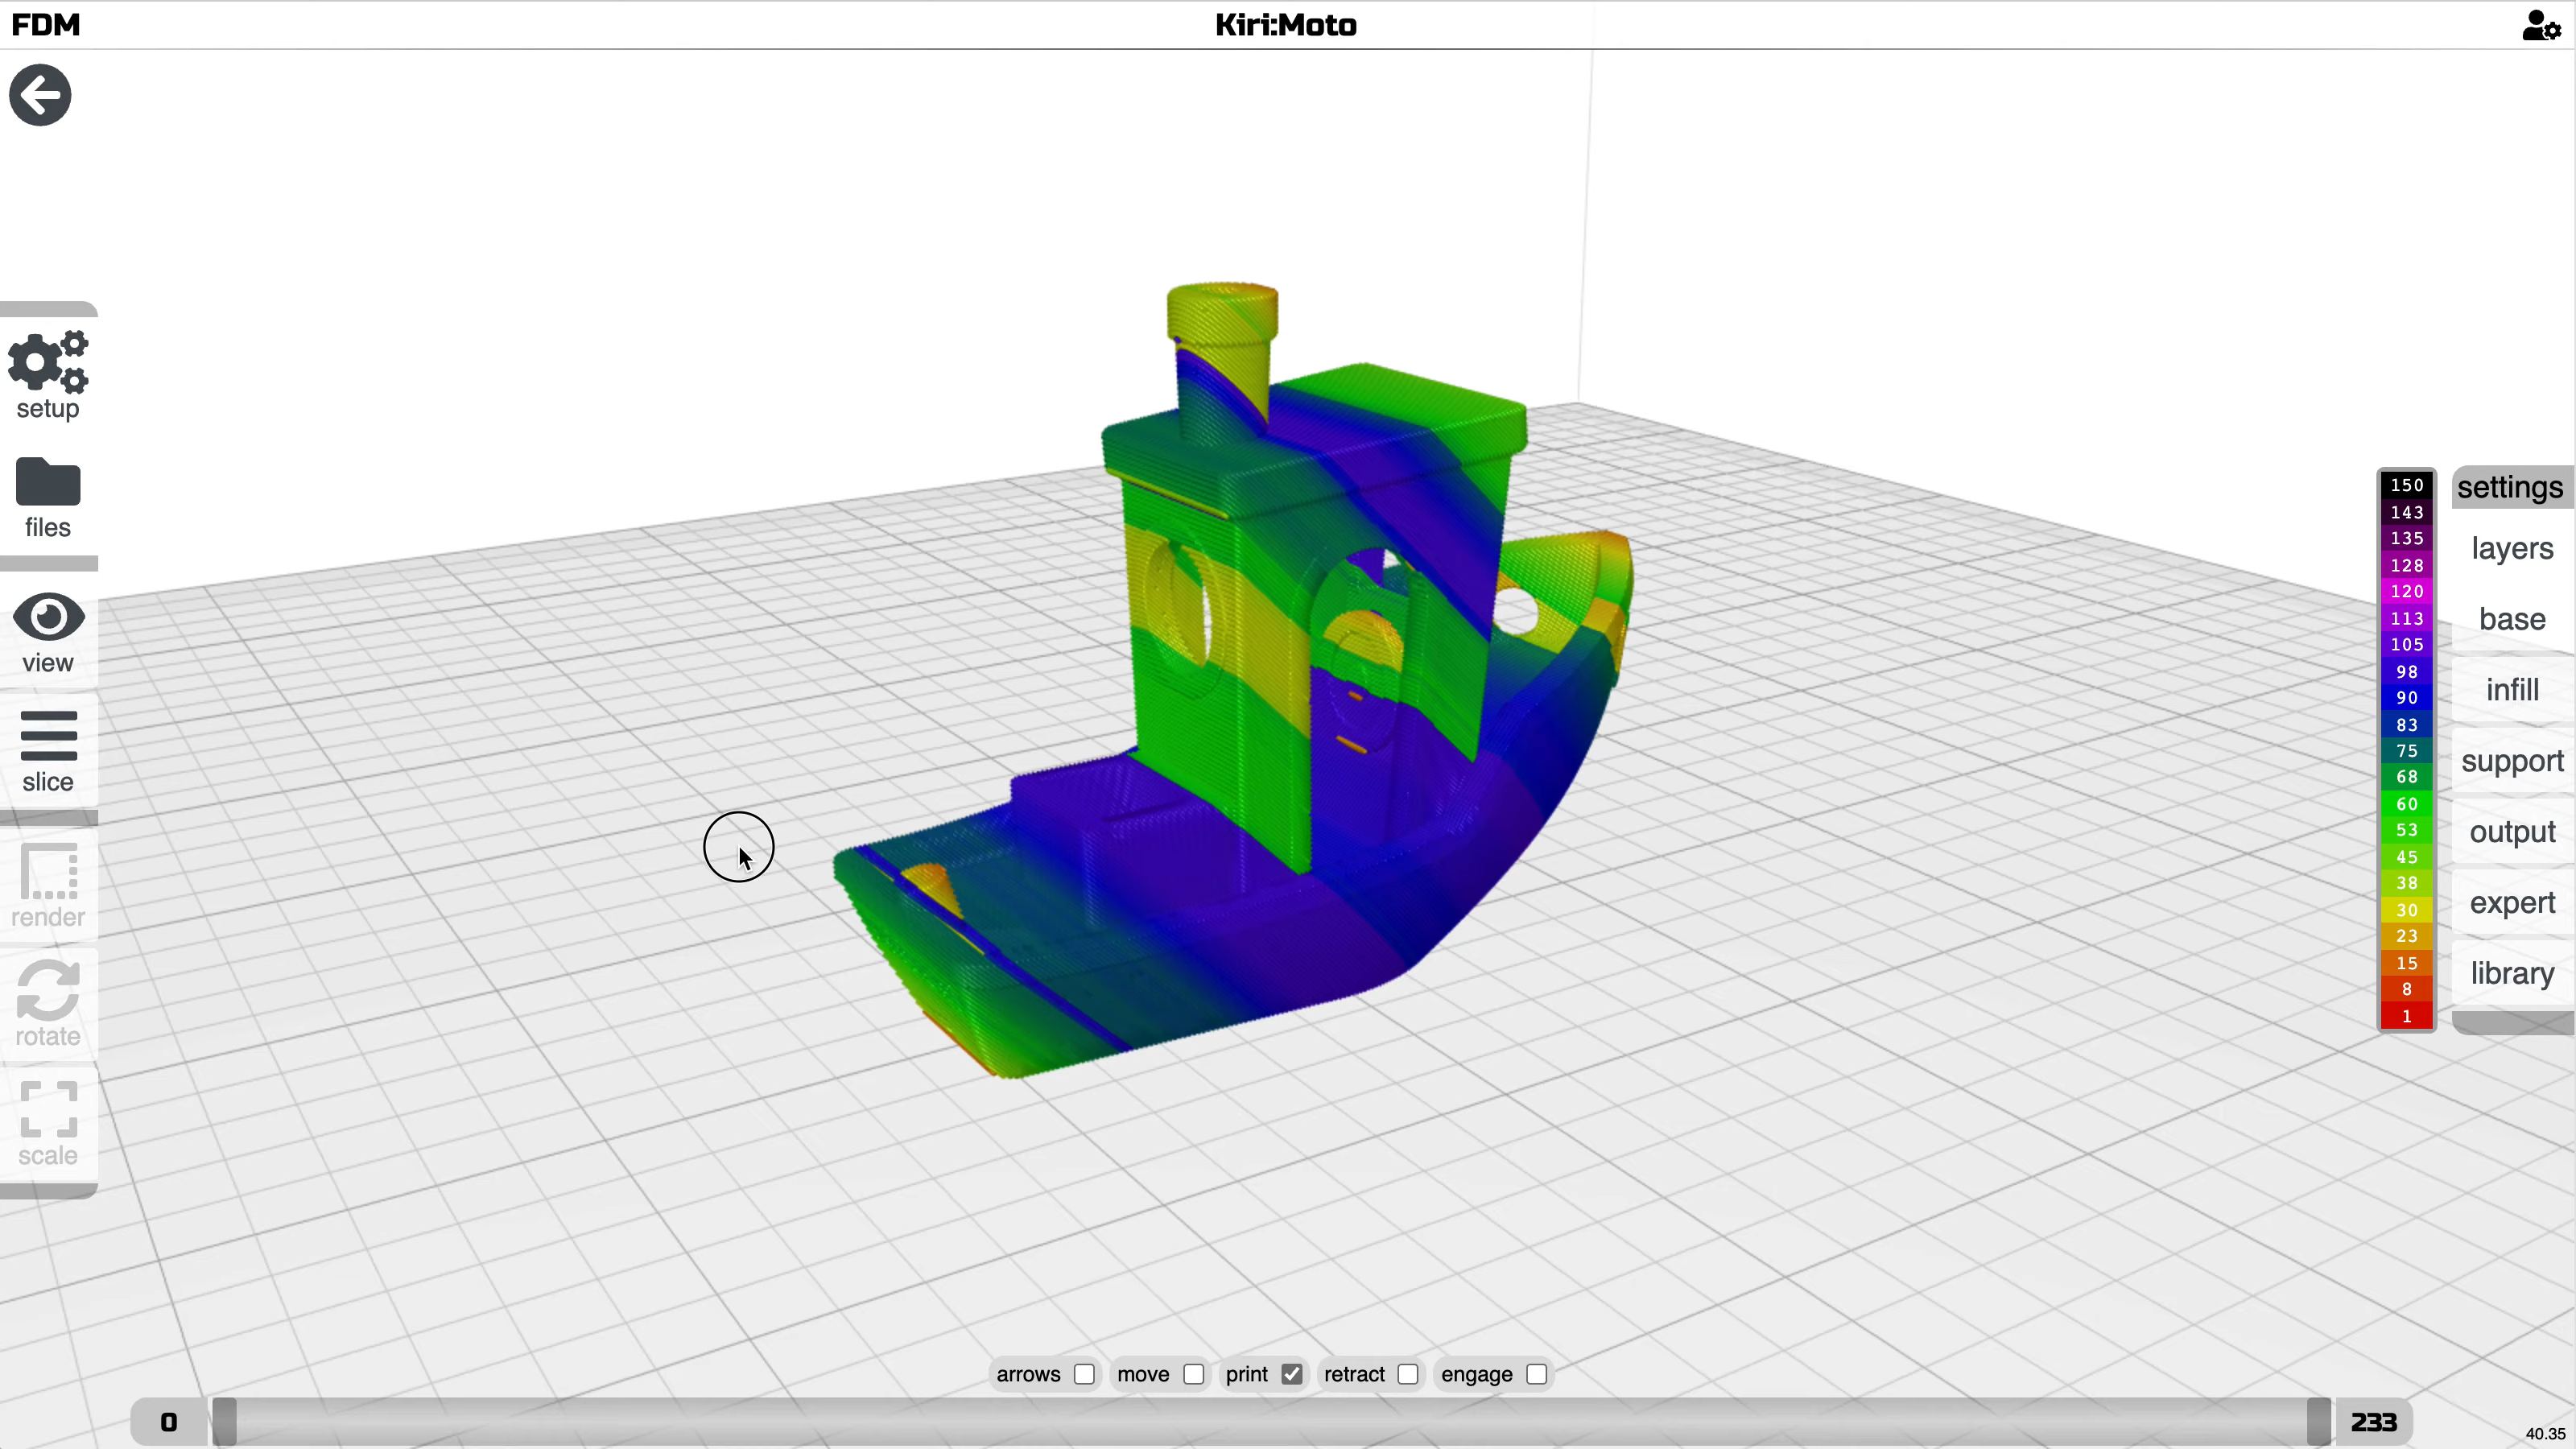 FDM
Kiri:Moto
setup
files
view
slice
render
rotate
scale
150
143
135
128
120
113
105
98
90
83
75
68
60
53
45
38
30
23
15
8
1
settings
layers
base
infill
support
output
expert
library
arrows move print retract engage
0
233
40.35